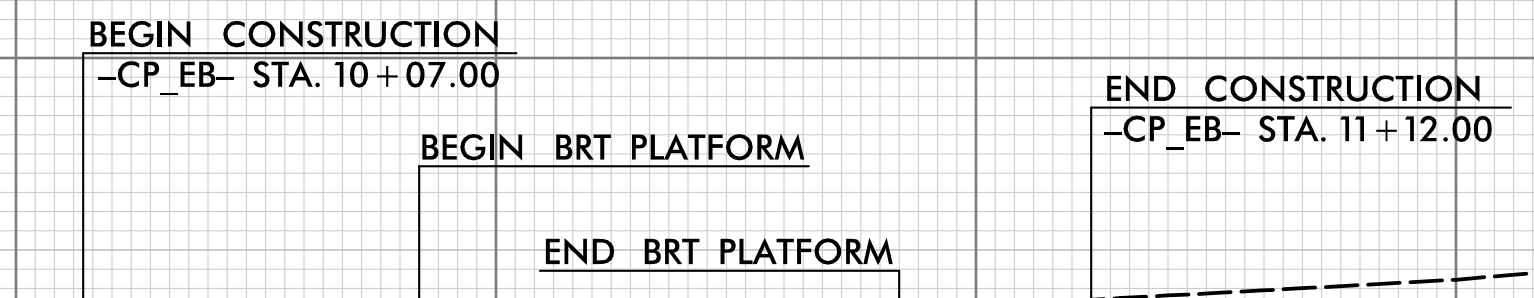 BEGIN CONSTRUCTION
–CP_EB– STA. 10+07.00
END CONSTRUCTION
–CP_EB– STA. 11+12.00
BEGIN BRT PLATFORM
END BRT PLATFORM